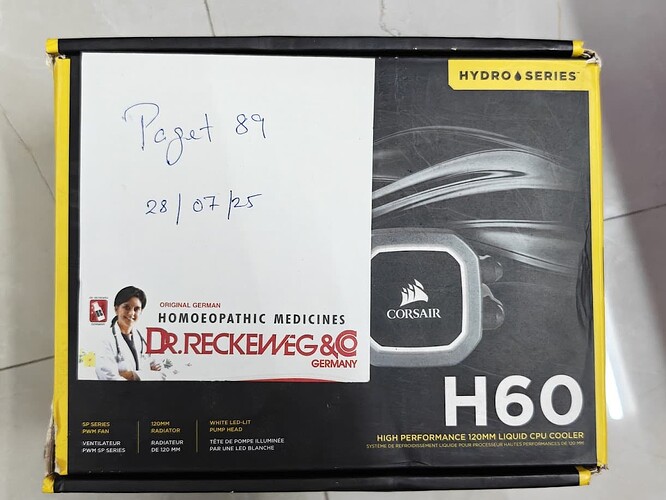 HYDRO SERIES™
Paget 89
28/07/25
ORIGINAL GERMAN
HOMOEOPATHIC MEDICINES
DR. RECKEWEG & CO
GERMANY
CORSAIR
H60
HIGH PERFORMANCE 120MM LIQUID CPU COOLER
SYSTÈME DE REFROIDISSEMENT LIQUIDE POUR PROCESSEUR HAUTES PERFORMANCES DE 120 MM
SP SERIES
PWM FAN
VENTILATEUR
PWM SP SERIES
120MM
RADIATOR
RADIATEUR
DE 120 MM
WHITE LED-LIT
PUMP HEAD
TÊTE DE POMPE ILLUMINÉE
PAR UNE LED BLANCHE